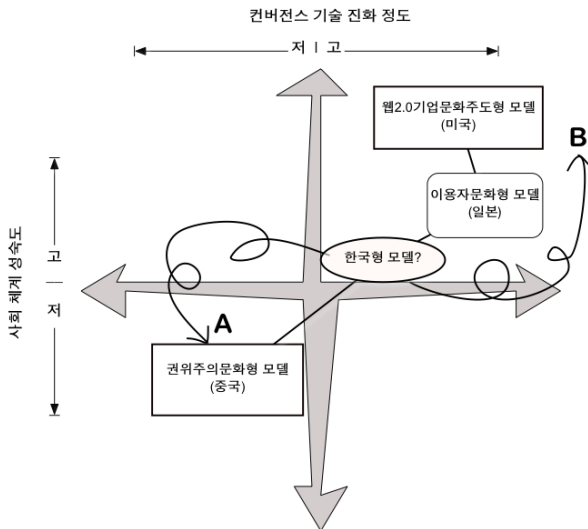 컨버전스 기술 진화 정도
저 | 고
웹2.0기업문화주도형 모델
(미국)
B
이용자문화형 모델
(일본)
한국형 모델?
사회 체계 성숙도
고
저
A
권위주의문화형 모델
(중국)